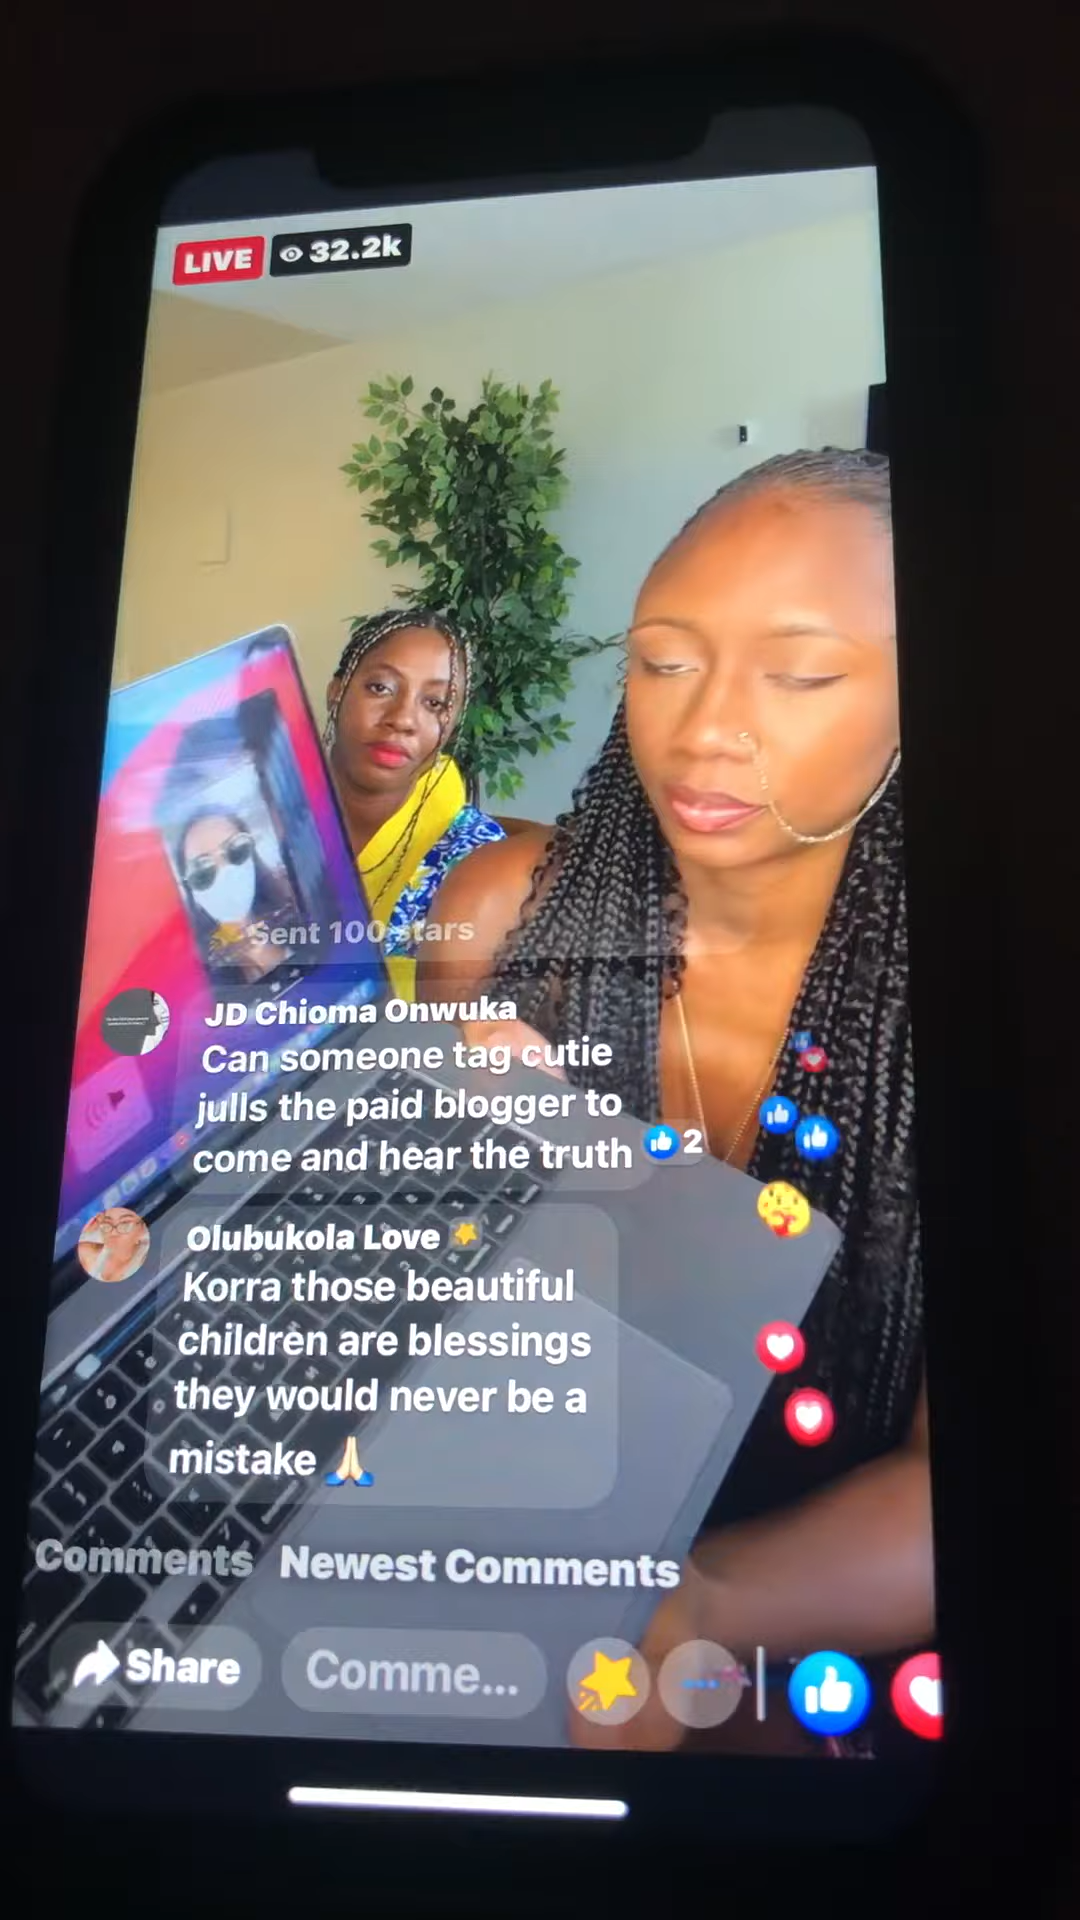 LIVE 32.2k
Sent 100 stars
JD Chioma Onwuka
Can someone tag cutie
julls the paid blogger to
come and hear the truth 2
Olubukola Love
Korra those beautiful
children are blessings
they would never be a
mistake 🙏
Comments Newest Comments
Share Comme...